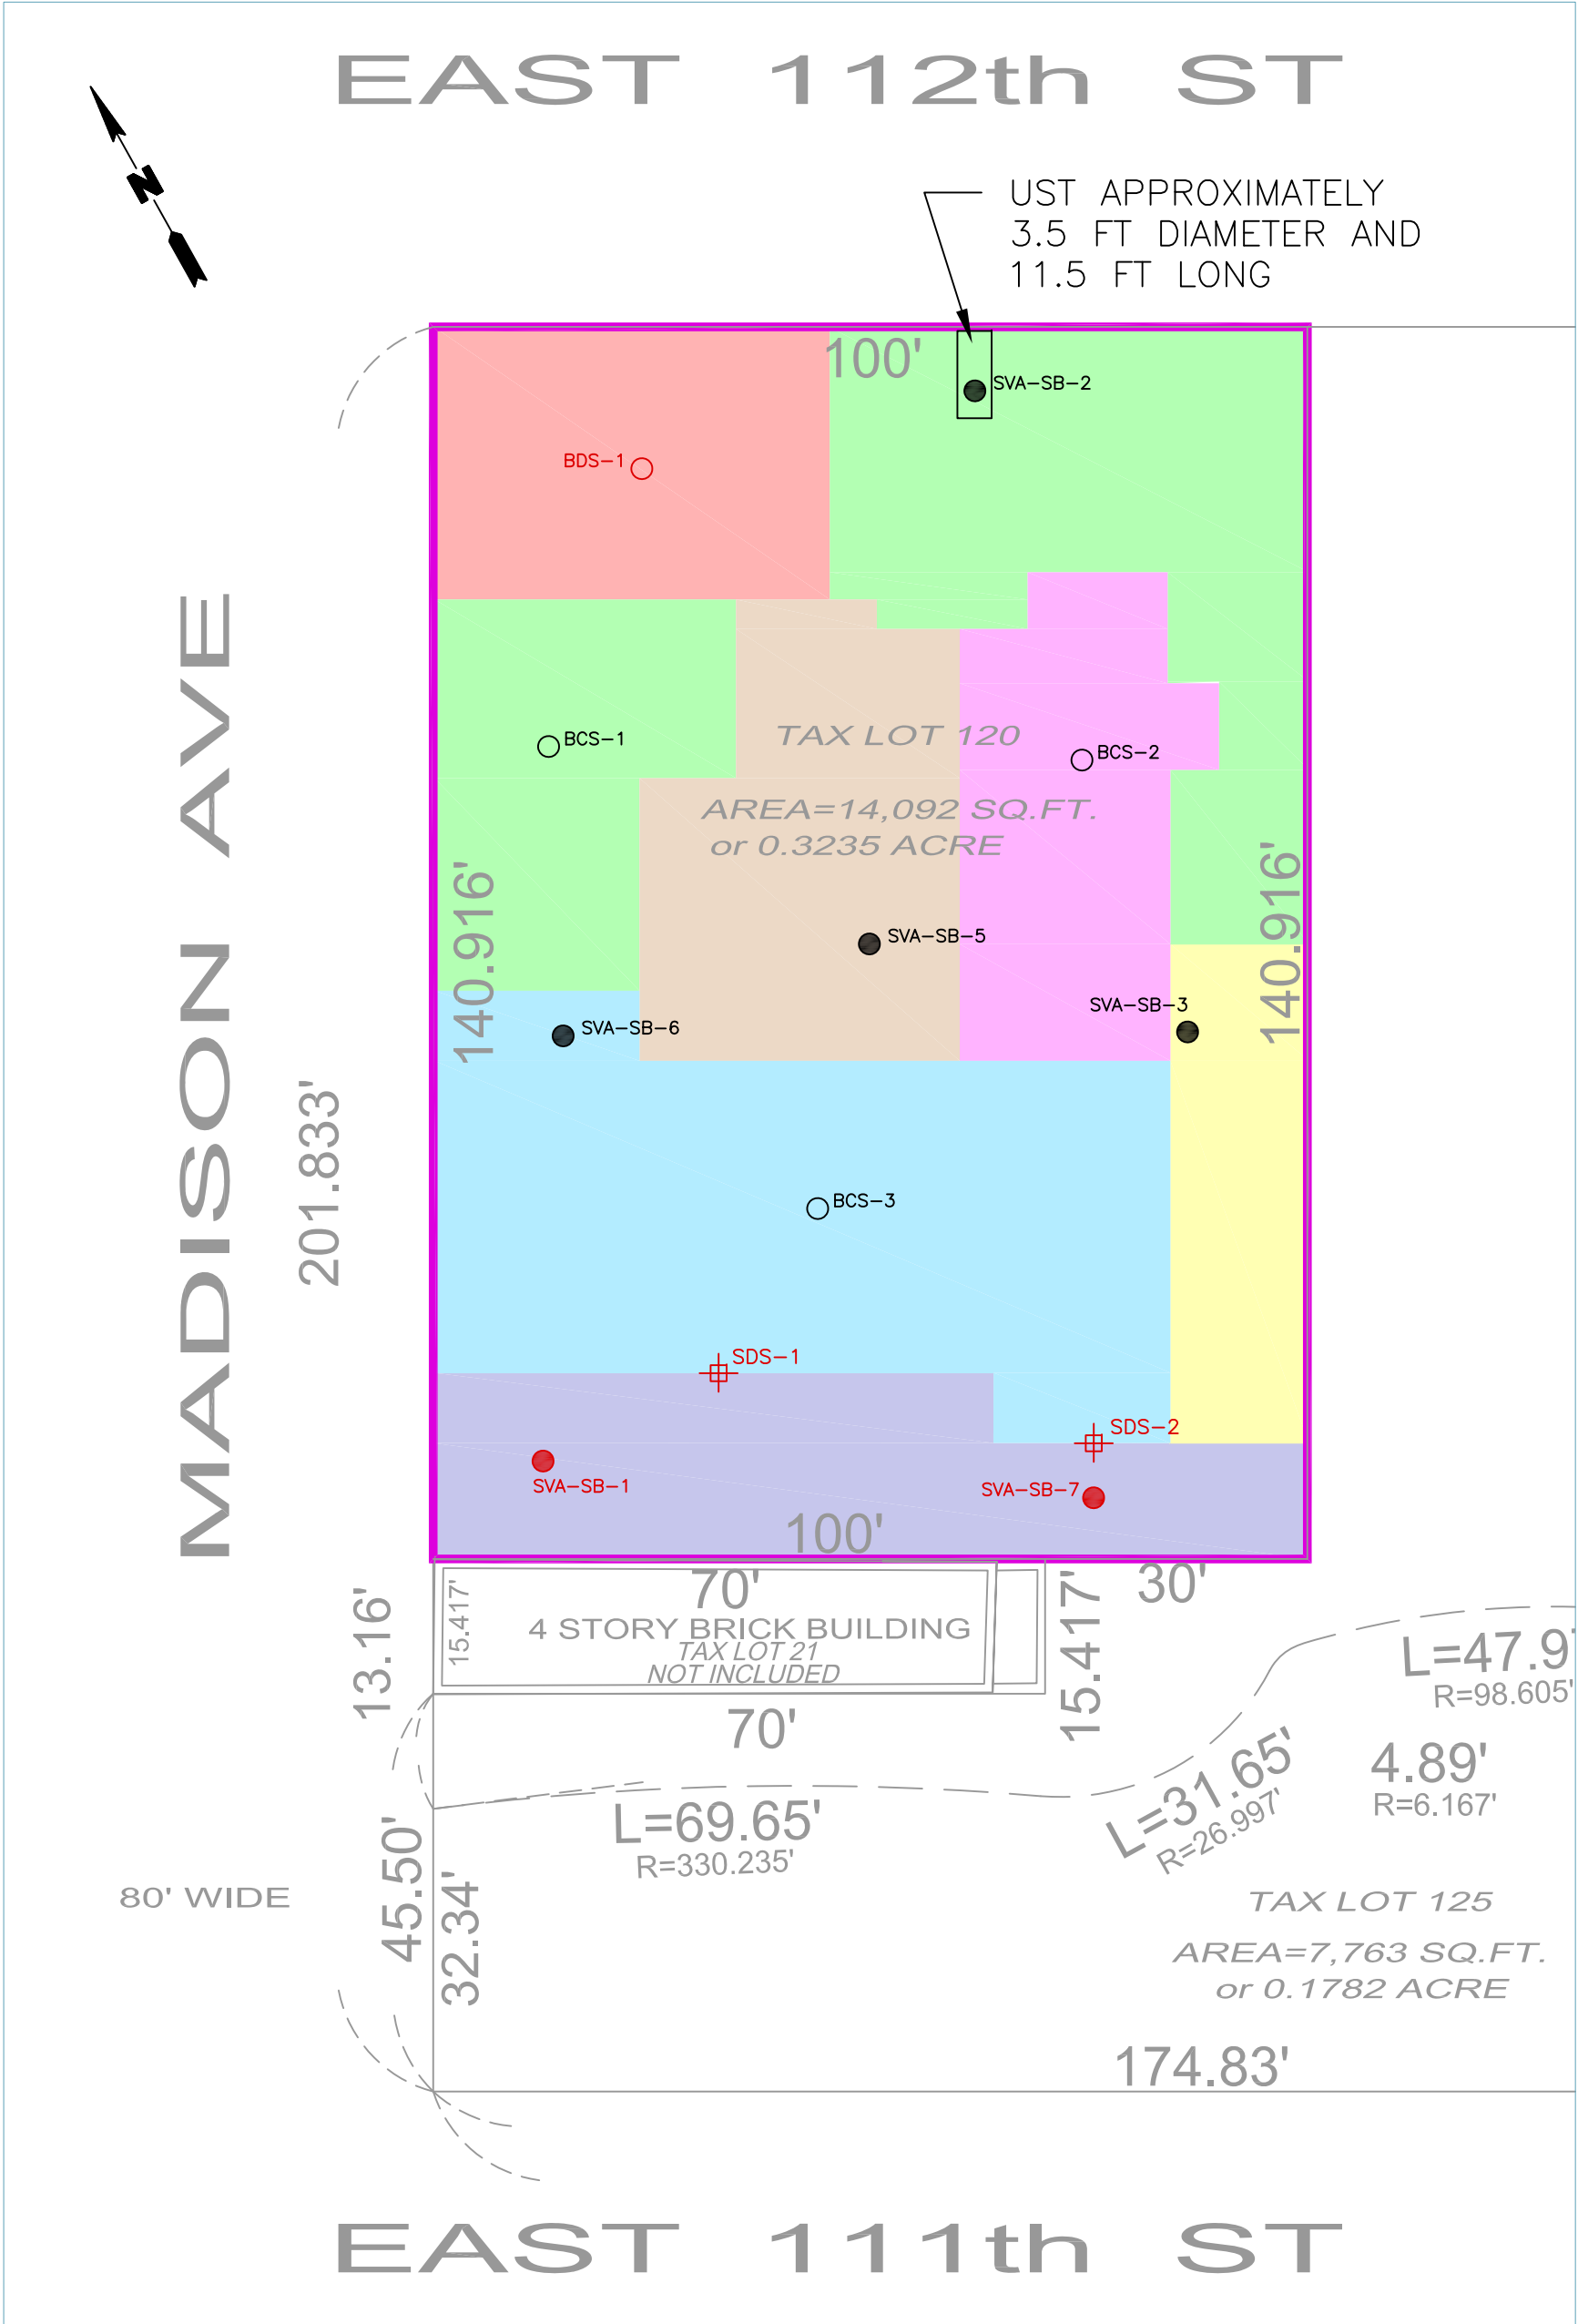 EAST 112th ST
N
UST APPROXIMATELY
3.5 FT DIAMETER AND
11.5 FT LONG
100'
SVA-SB-2
BDS-1
MADISON AVE
BCS-1
TAX LOT 120
BCS-2
AREA=14,092 SQ.FT.
or 0.3235 ACRE
140.916'
140.916'
SVA-SB-5
SVA-SB-3
SVA-SB-6
201.833'
BCS-3
SDS-1
SDS-2
SVA-SB-1
SVA-SB-7
100'
70'
30'
13.16'
15.417'
4 STORY BRICK BUILDING
TAX LOT 21
NOT INCLUDED
15.417'
70'
L=47.9
R=98.605'
L=31.65'
R=26.997'
4.89'
R=6.167'
L=69.65'
R=330.235'
45.50'
32.34'
80' WIDE
TAX LOT 125
AREA=7,763 SQ.FT.
or 0.1782 ACRE
174.83'
EAST 111th ST